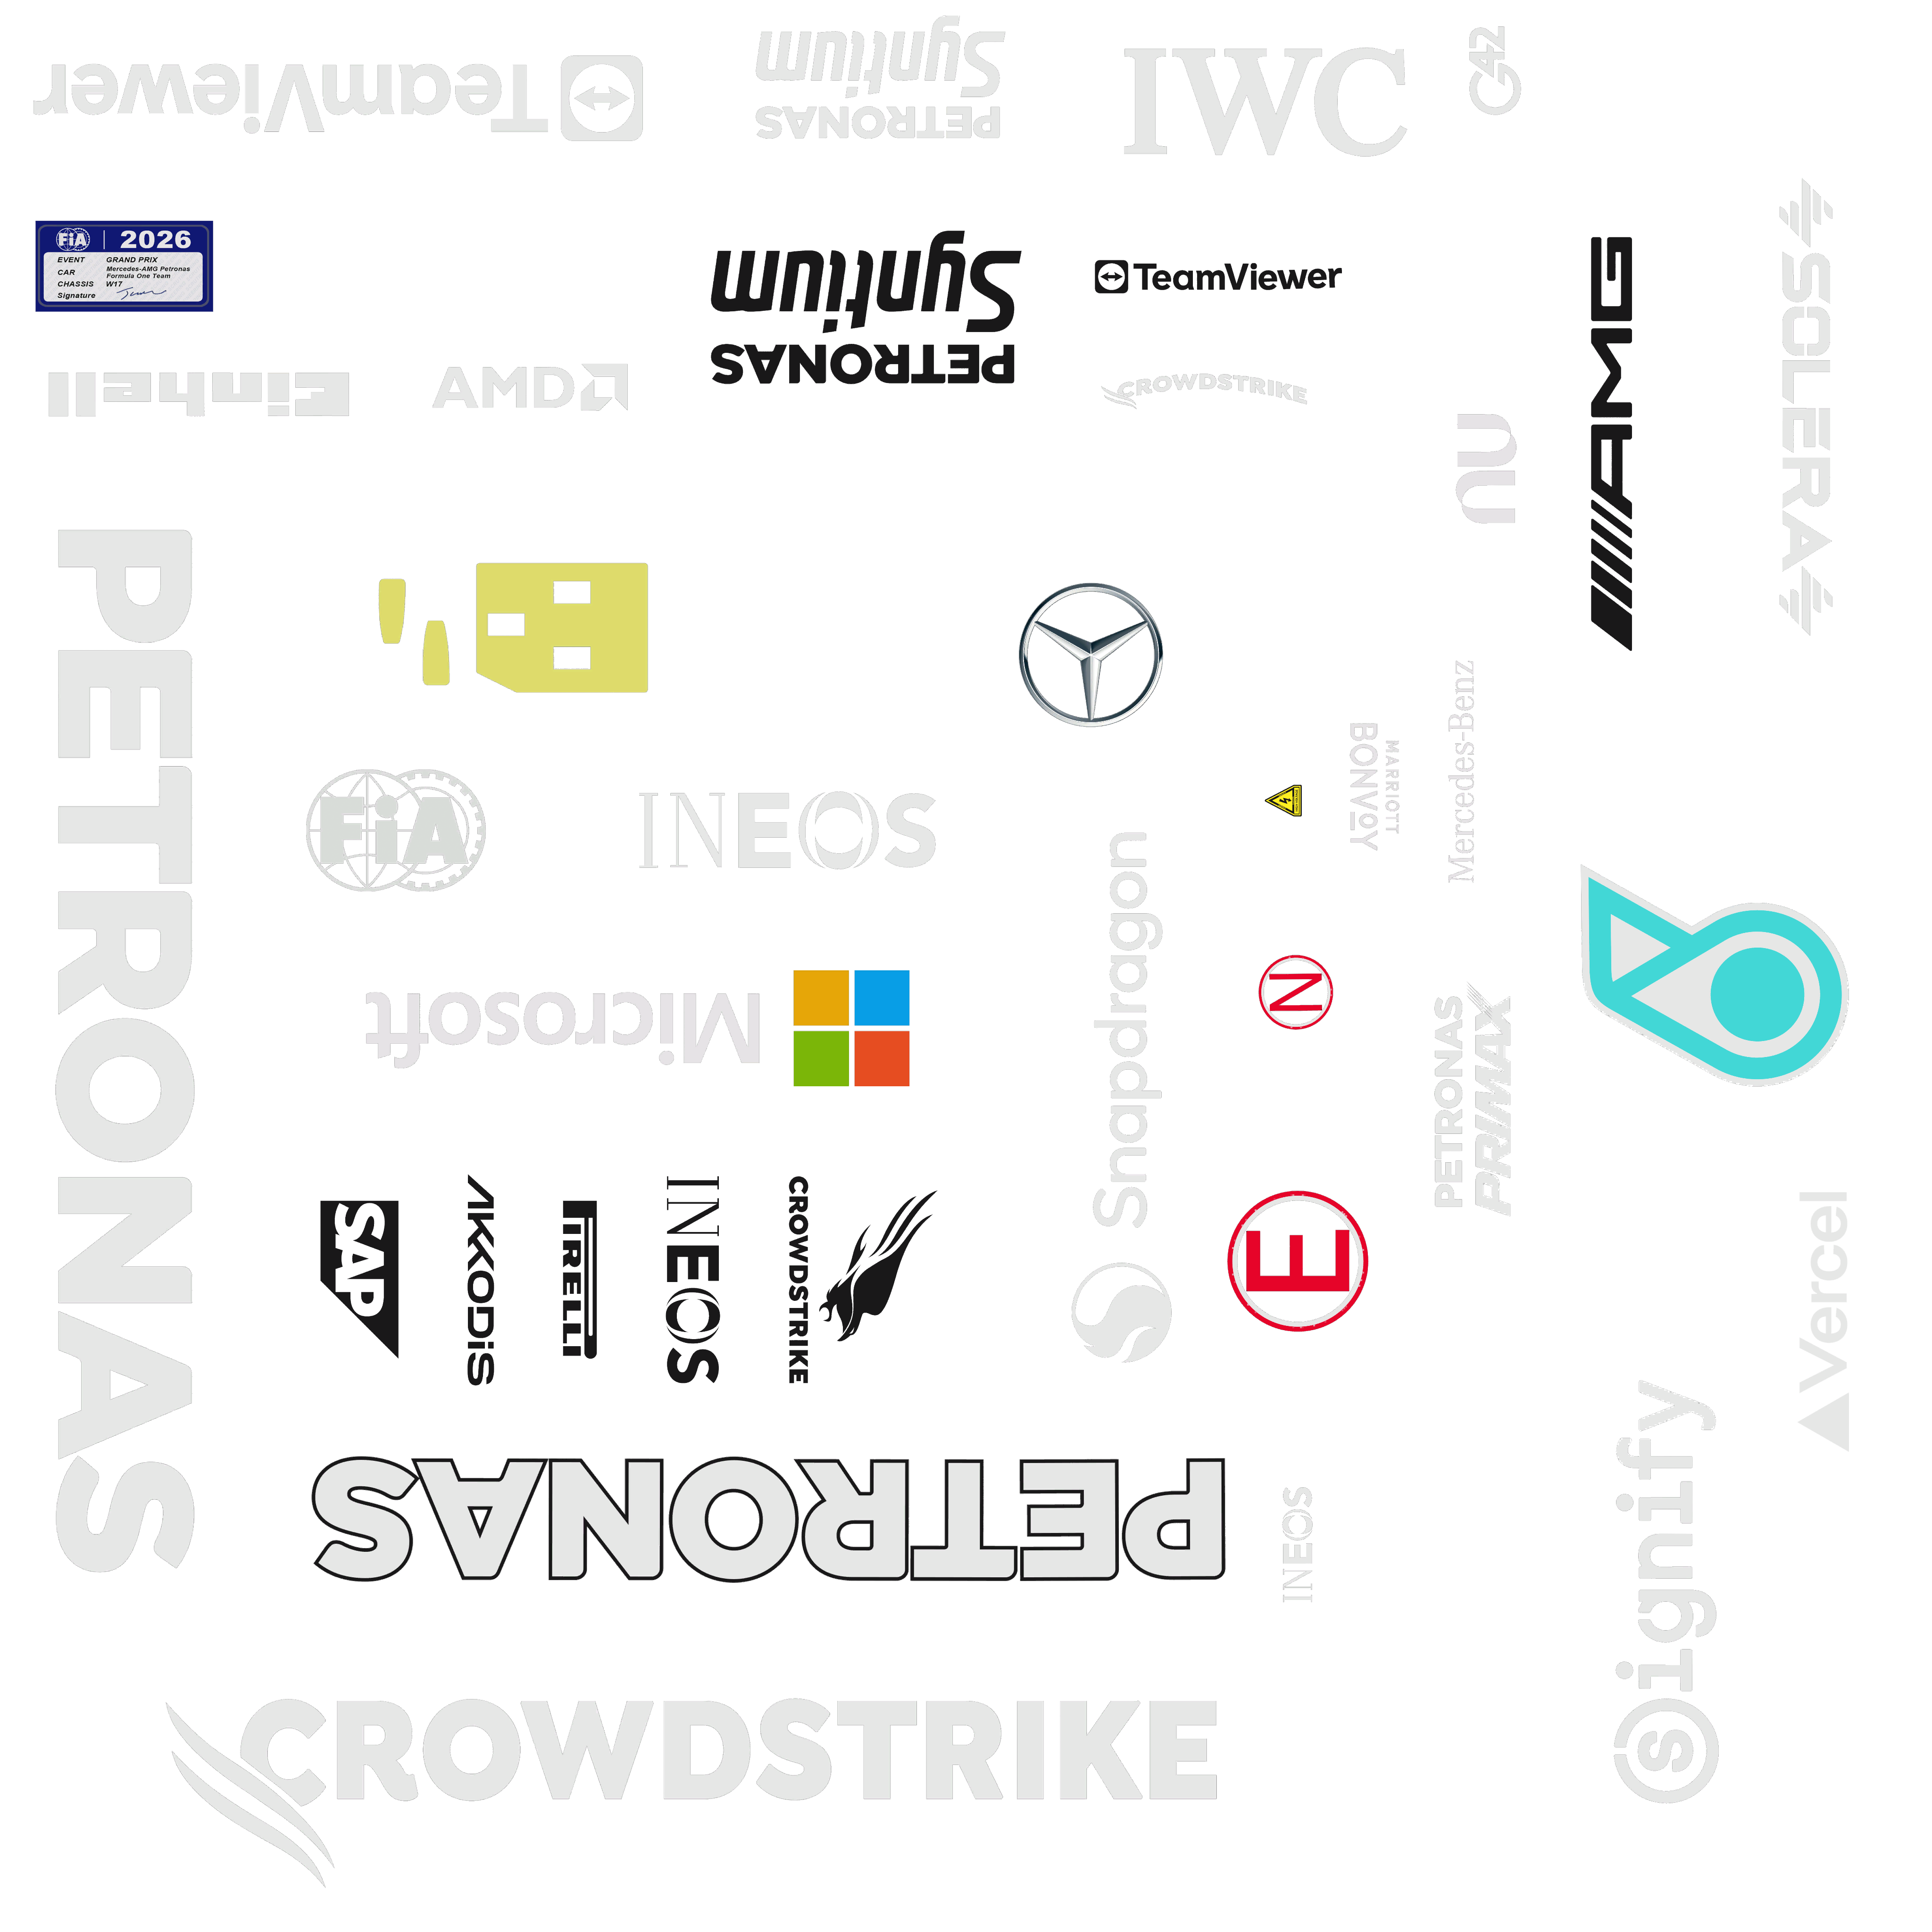 TeamViewer
Syntium
PETRONAS
IWC
G42
FiA 2026
EVENT GRAND PRIX
CAR Mercedes-AMG Petronas
Formula One Team
CHASSIS W17
Signature
Syntium
PETRONAS
TeamViewer
AMG
SOLERA
Einhell
AMD
CROWDSTRIKE
nu
PETRONAS
Mercedes-Benz
MARRIOTT
BONVOY
FiA
INEOS
Snapdragon
Microsoft
N
PETRONAS
PRIMAX
SAP
AKKODiS
PIRELLI
INEOS
CROWDSTRIKE
E
Vercel
PETRONAS
INEOS
Signify
CROWDSTRIKE